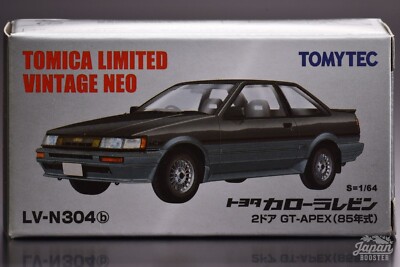 TOMICA LIMITED
VINTAGE NEO
TOMYTEC
S=1/64
トヨタ カローラレビン
2ドア GT-APEX(85年式)
LV-N304ⓑ
Japan
BOOSTER